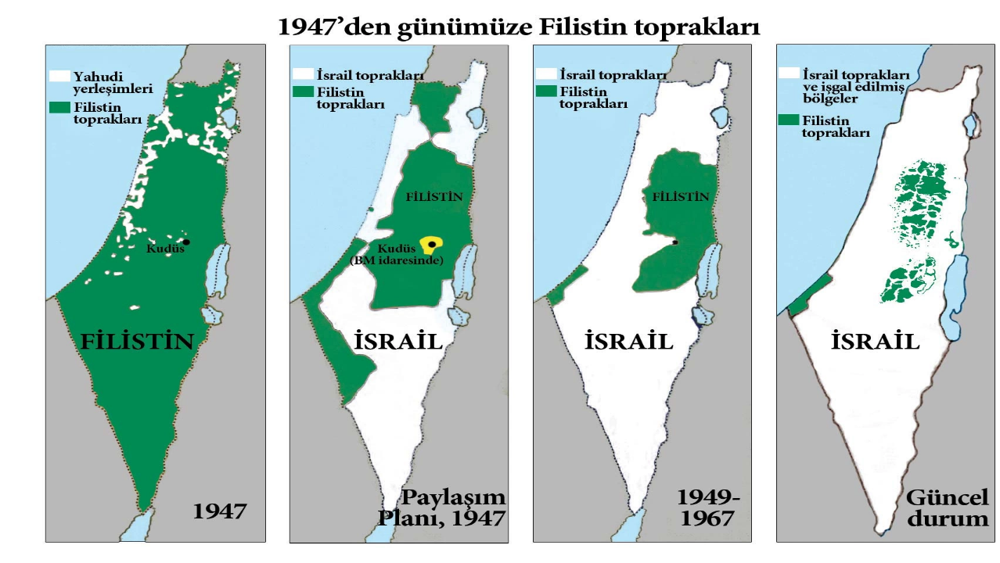 1947’den günümüze Filistin toprakları
Yahudi
yerleşimleri
Filistin
toprakları
Kudüs
FİLİSTİN
1947
İsrail toprakları
Filistin
toprakları
FİLİSTİN
Kudüs
(BM idaresinde)
İSRAİL
Paylaşım
Planı, 1947
İsrail toprakları
Filistin
toprakları
FİLİSTİN
İSRAİL
1949-
1967
İsrail toprakları
ve işgal edilmiş
bölgeler
Filistin
toprakları
İSRAİL
Güncel
durum